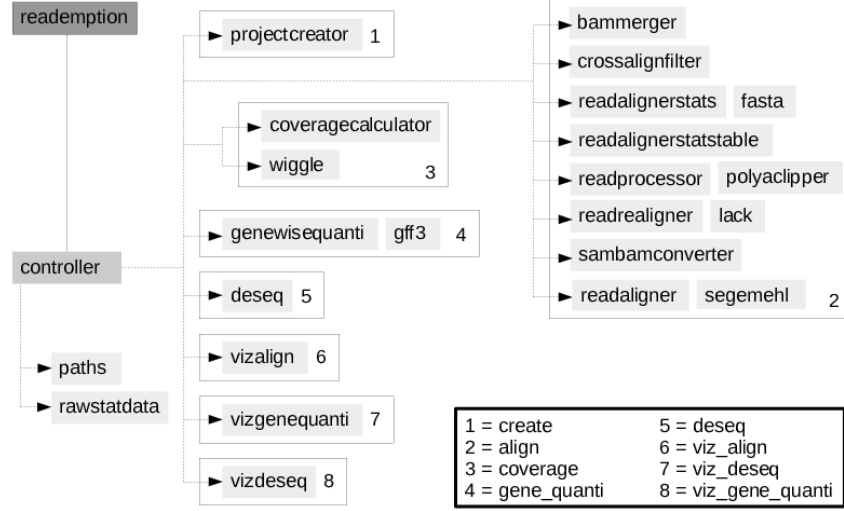 reademption
projectcreator 1
bammerger
crossalignfilter
readalignerstats fasta
readalignerstatstable
readprocessor polyaclipper
readrealigner lack
sambamconverter
readaligner segemehl 2
coveragecalculator
wiggle
3
genewisequanti gff3 4
controller
deseq 5
vizalign 6
paths
rawstatdata
vizgenequanti 7
vizdeseq 8
1 = create
2 = align
3 = coverage
4 = gene_quanti
5 = deseq
6 = viz_align
7 = viz_deseq
8 = viz_gene_quanti